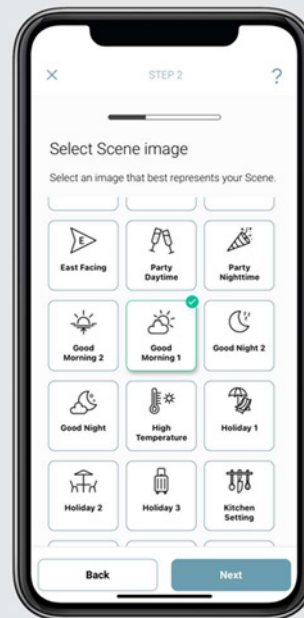 STEP 2
?
Select Scene image
Select an image that best represents your Scene.
E
East Facing
Party
Daytime
Party
Nighttime
Good
Morning 2
Good
Morning 1
Good Night 2
Good Night
High
Temperature
Holiday 1
Holiday 2
Holiday 3
Kitchen
Setting
Back
Next